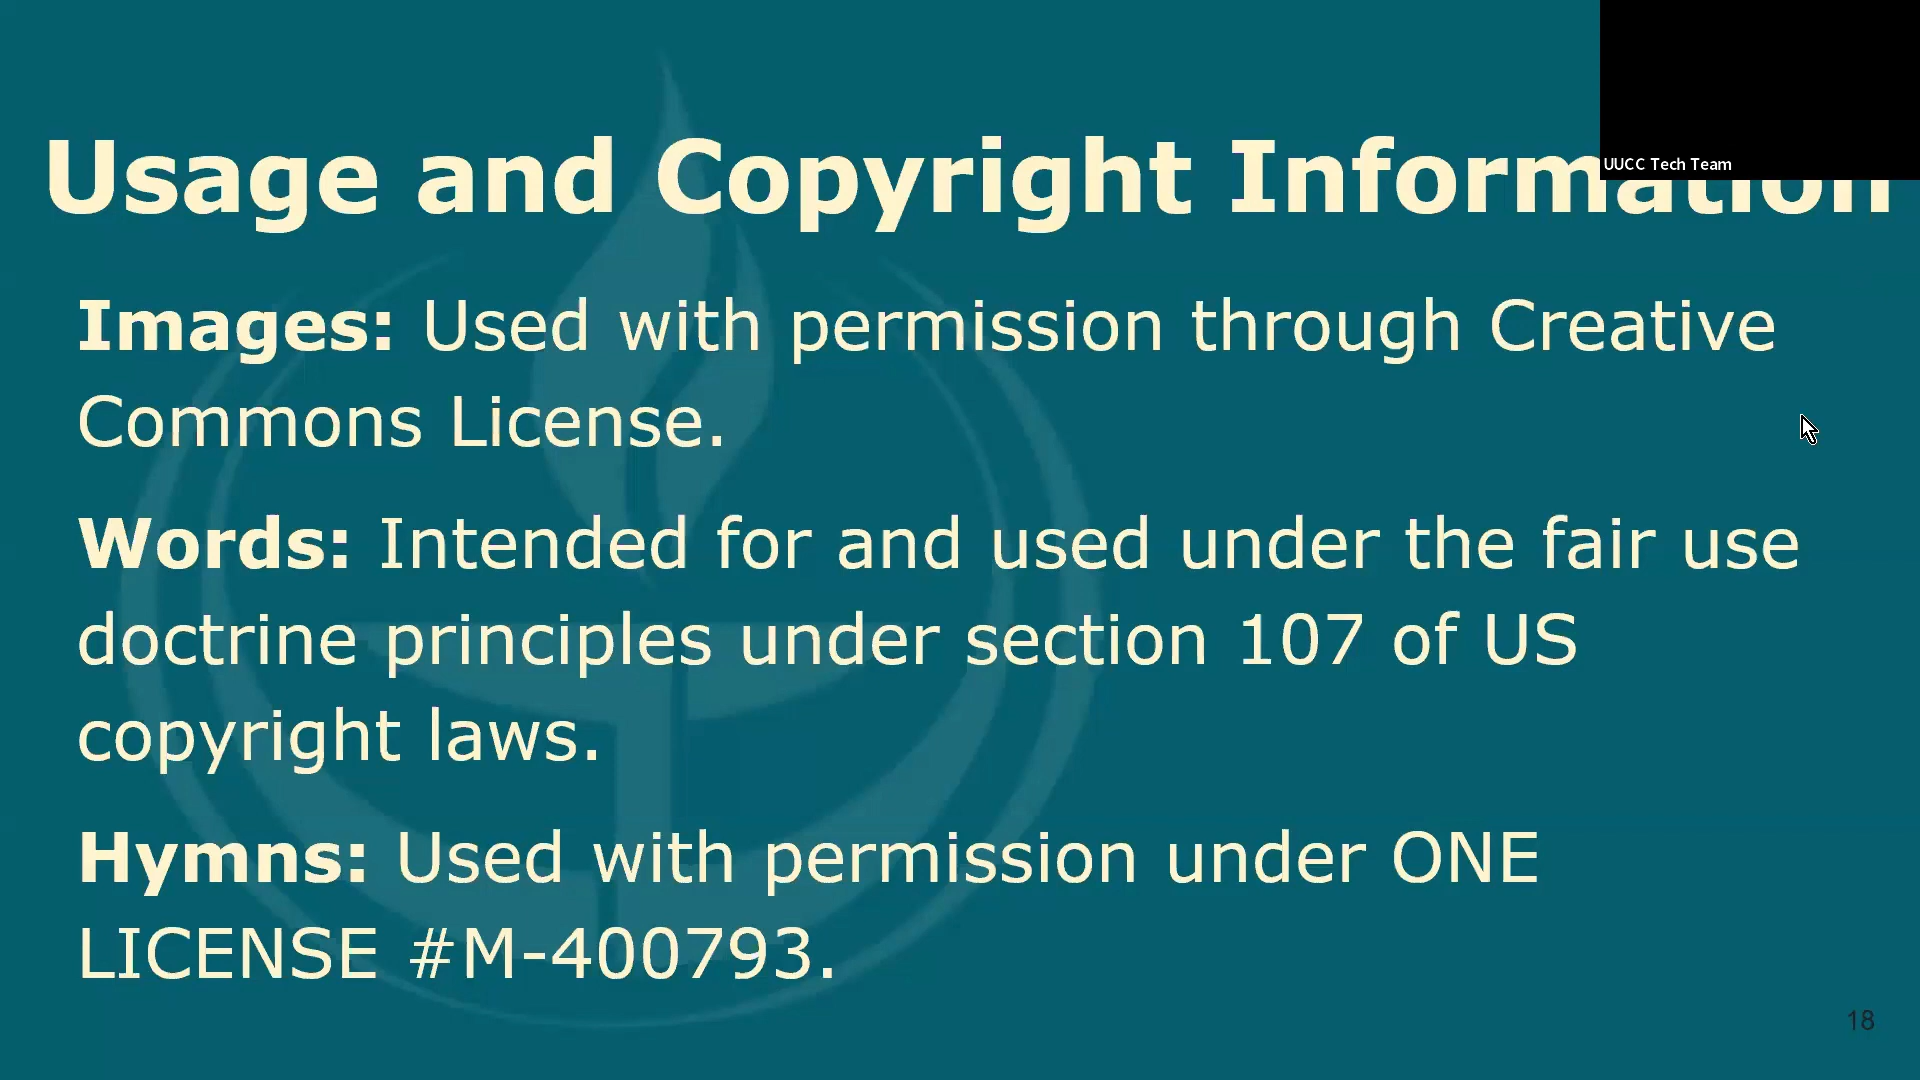 Usage and Copyright Information
UUCC Tech Team
Images: Used with permission through Creative
Commons License.
Words: Intended for and used under the fair use
doctrine principles under section 107 of US
copyright laws.
Hymns: Used with permission under ONE
LICENSE #M-400793.
18